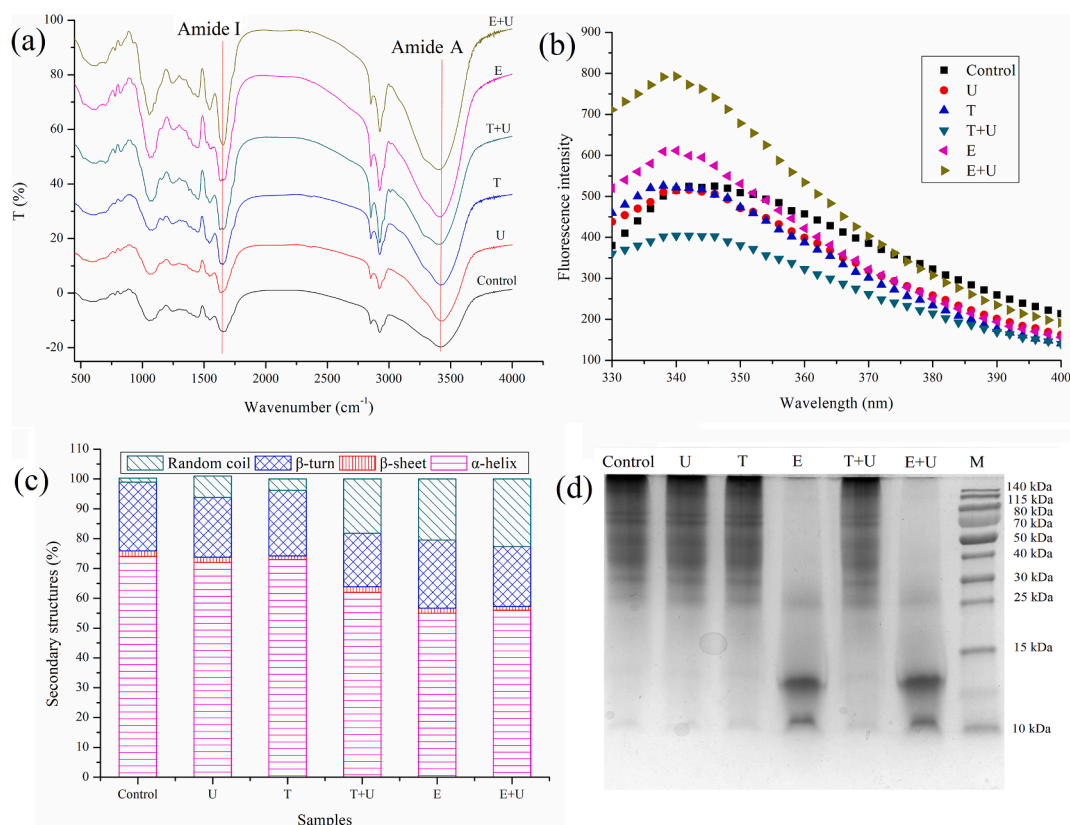 (a)
Amide I
Amide A
E+U
E
T+U
T
U
Control
100
80
60
40
20
0
-20
T (%)
500 1000 1500 2000 2500 3000 3500 4000
Wavenumber (cm⁻¹)
(b)
Control
U
T
T+U
E
E+U
900
800
700
600
500
400
300
200
100
Fluorescence intensity
330 340 350 360 370 380 390 400
Wavelength (nm)
(c)
Random coil β-turn β-sheet α-helix
110
100
90
80
70
60
50
40
30
20
10
0
Secondary structures (%)
Control U T T+U E E+U
Samples
(d)
Control U T E T+U E+U M
140 kDa
115 kDa
80 kDa
70 kDa
50 kDa
40 kDa
30 kDa
25 kDa
15 kDa
10 kDa